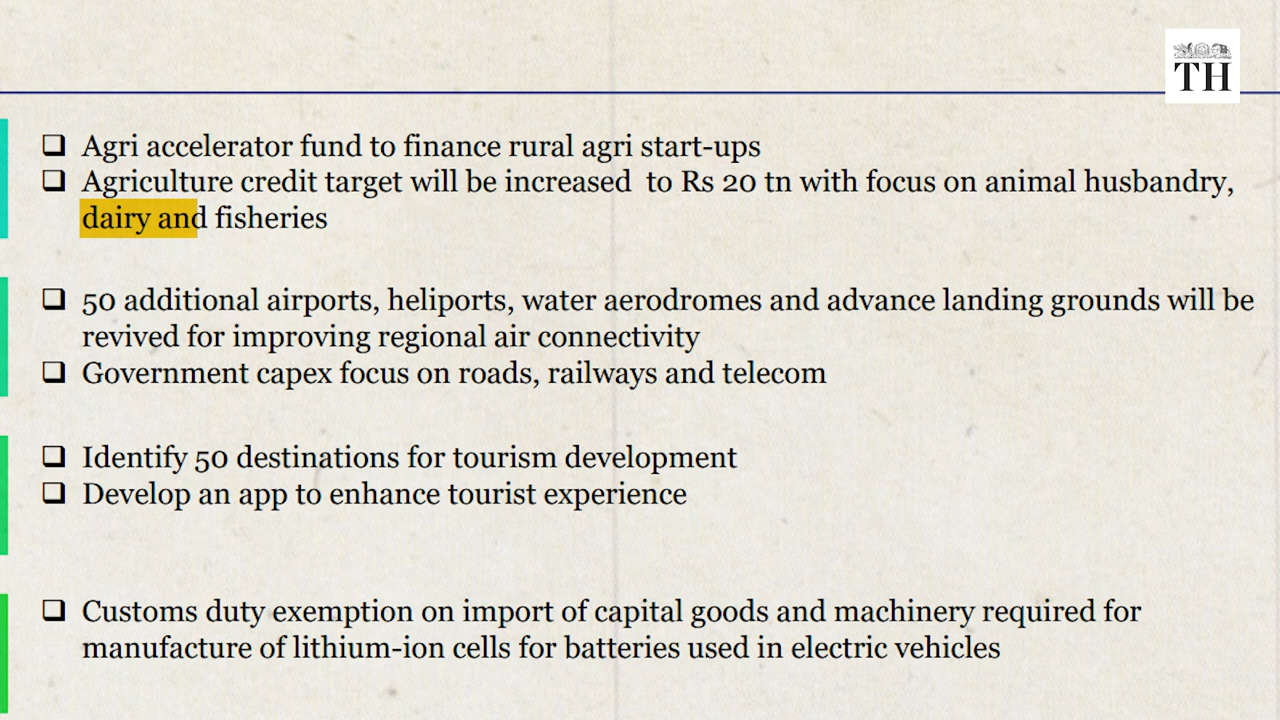 TH
❑ Agri accelerator fund to finance rural agri start-ups
❑ Agriculture credit target will be increased to Rs 20 tn with focus on animal husbandry,
dairy and fisheries
❑ 50 additional airports, heliports, water aerodromes and advance landing grounds will be
revived for improving regional air connectivity
❑ Government capex focus on roads, railways and telecom
❑ Identify 50 destinations for tourism development
❑ Develop an app to enhance tourist experience
❑ Customs duty exemption on import of capital goods and machinery required for
manufacture of lithium-ion cells for batteries used in electric vehicles